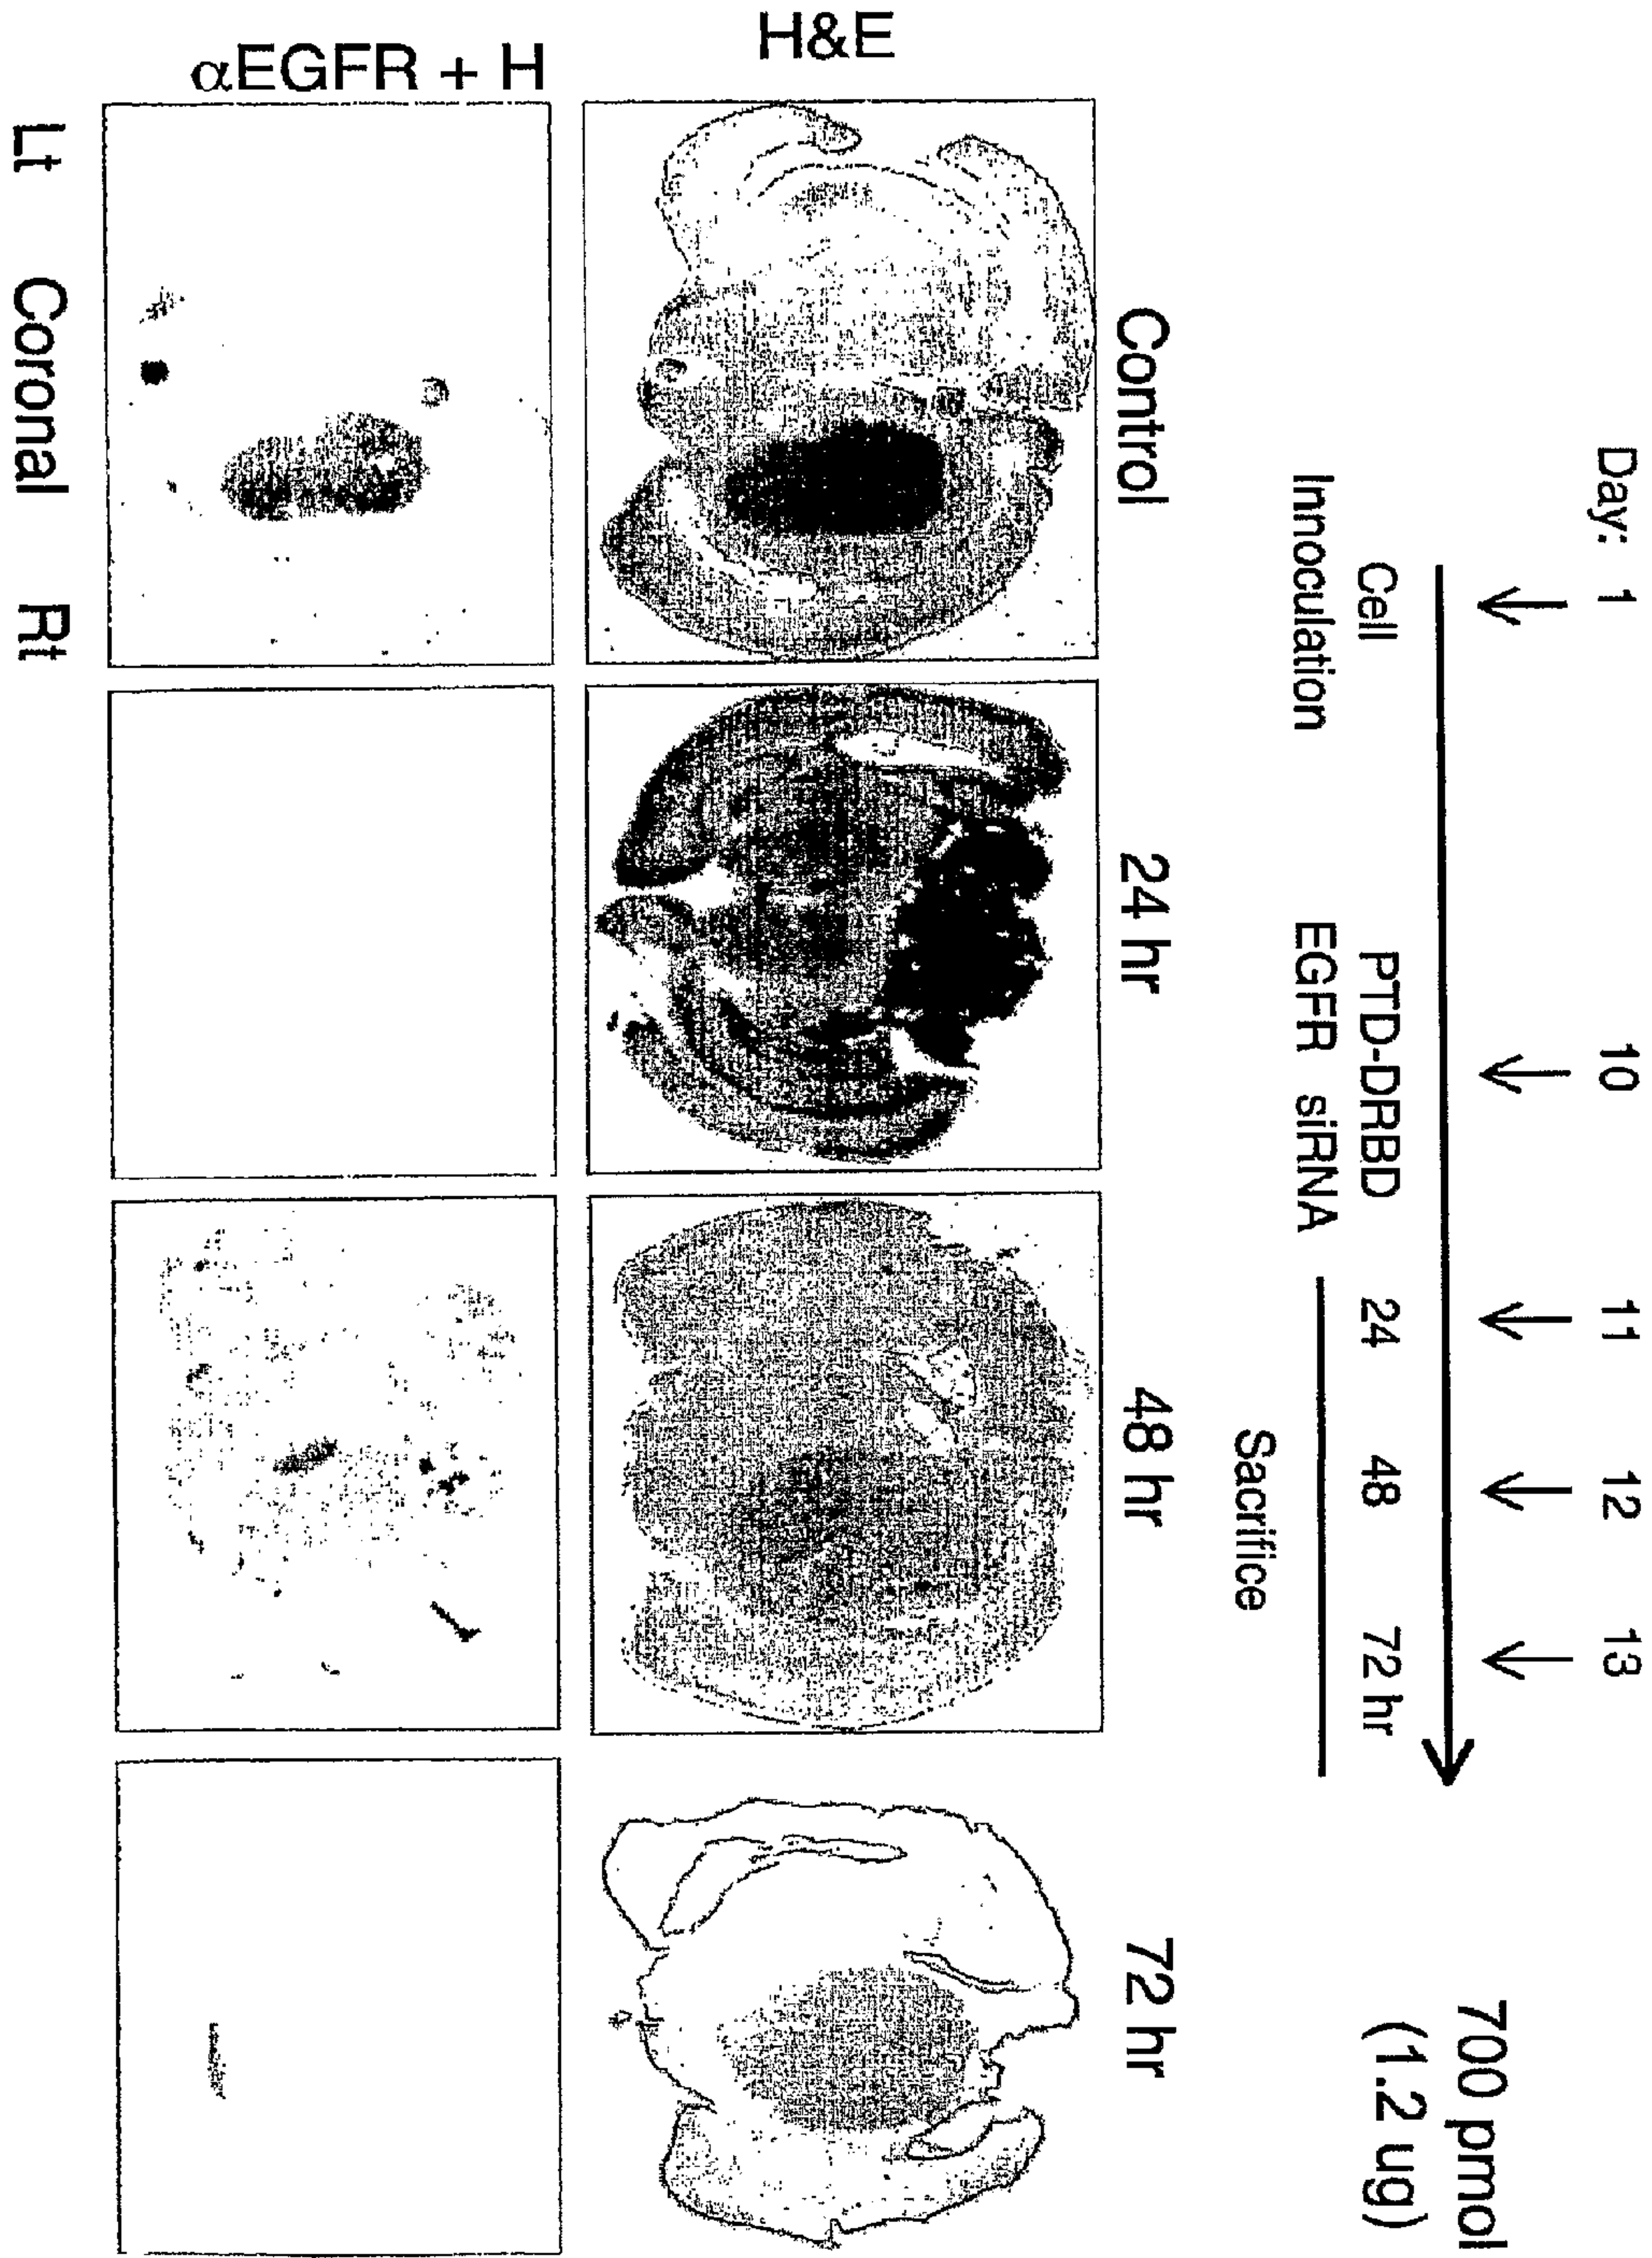 700 pmol
(1.2 ug)
Day: 1 10 11 12 13
Cell PTD-DRBD 24 48 72 hr
Innoculation EGFR siRNA
Sacrifice
Control 24 hr 48 hr 72 hr
H&E
αEGFR + H
Lt Coronal Rt